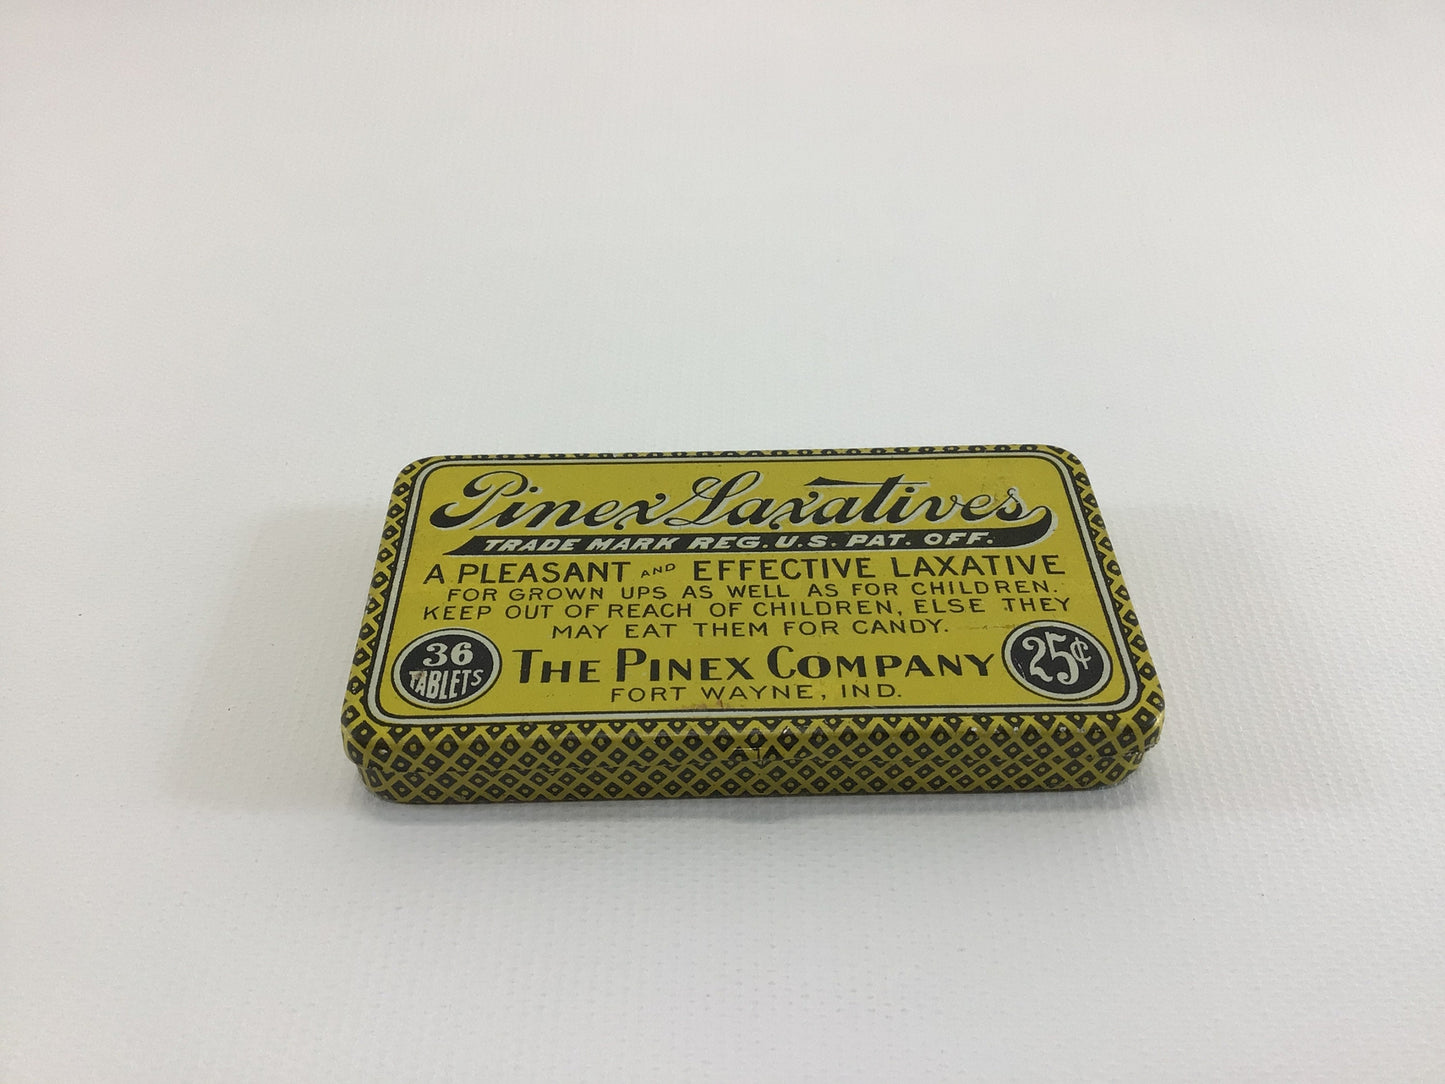 Pinex Laxatives
TRADE MARK REG. U.S. PAT. OFF.
A PLEASANT AND EFFECTIVE LAXATIVE
FOR GROWN UPS AS WELL AS FOR CHILDREN.
KEEP OUT OF REACH OF CHILDREN, ELSE THEY
MAY EAT THEM FOR CANDY.
36
TABLETS
THE PINEX COMPANY
FORT WAYNE, IND.
25¢